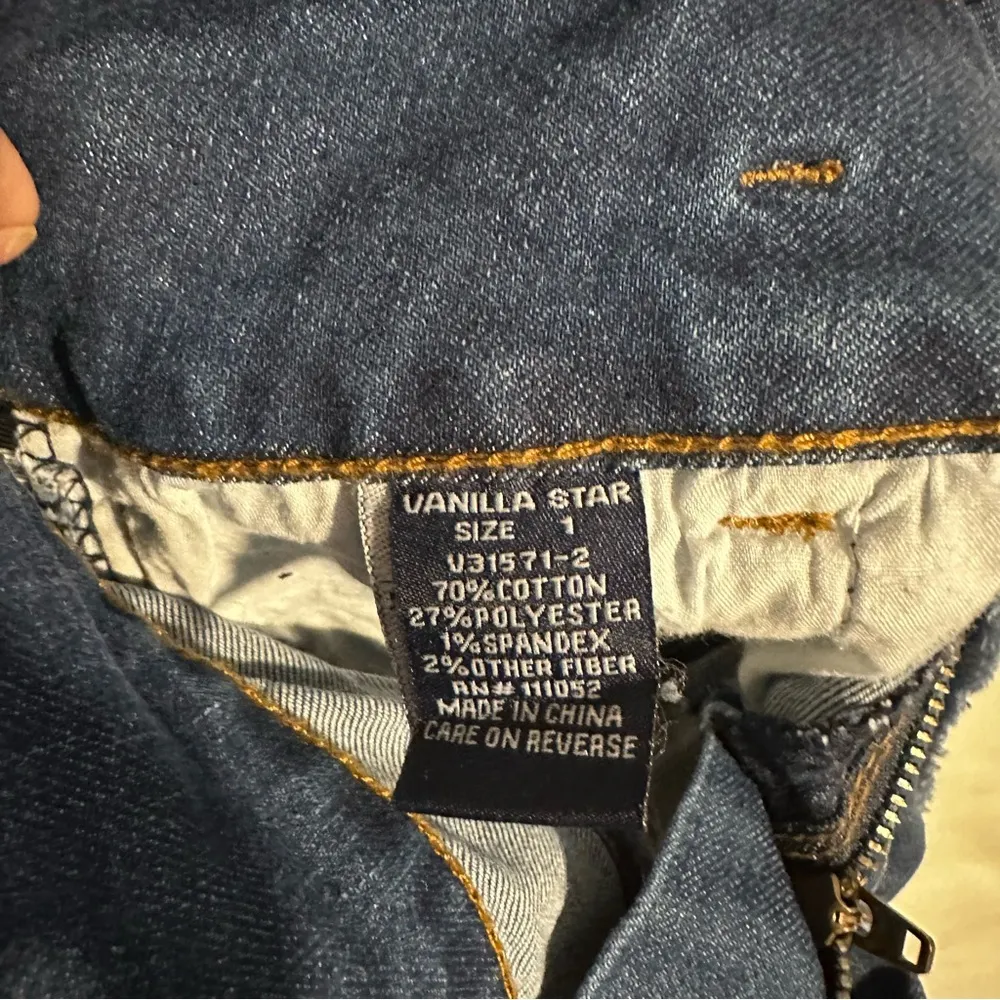 VANILLA STAR
SIZE 1
V31571-2
70%COTTON
27%POLYESTER
1%SPANDEX
2%OTHER FIBER
RN# 111052
MADE IN CHINA
CARE ON REVERSE